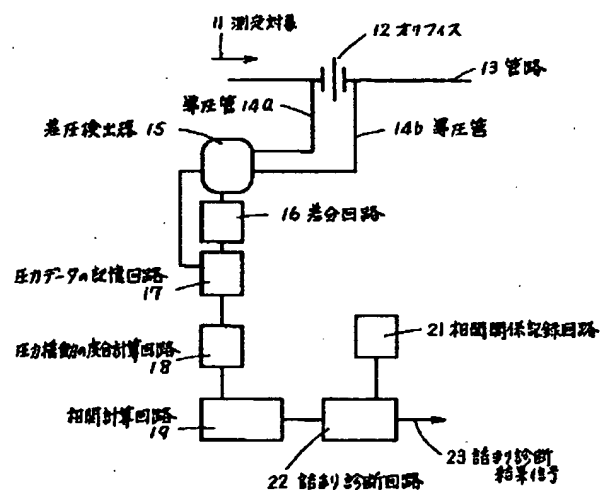 11 測定対象
12 オリフィス
13 管路
導圧管 14a
14b 導圧管
差圧検出器 15
16 差分回路
圧力データの記憶回路
17
圧力揺動の度合計算回路
18
相関計算回路
19
21 相関関係記録回路
22 詰まり診断回路
23 詰まり診断
結果信号